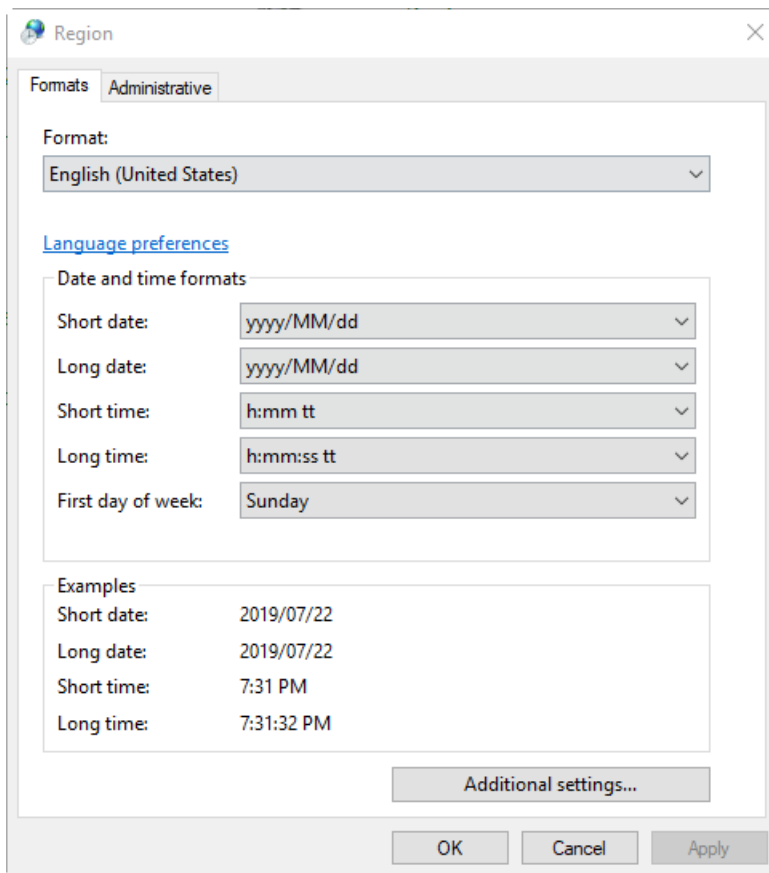 Region
Formats Administrative
Format:
English (United States)
Language preferences
Date and time formats
Short date: yyyy/MM/dd
Long date: yyyy/MM/dd
Short time: h:mm tt
Long time: h:mm:ss tt
First day of week: Sunday
Examples
Short date: 2019/07/22
Long date: 2019/07/22
Short time: 7:31 PM
Long time: 7:31:32 PM
Additional settings...
OK Cancel Apply